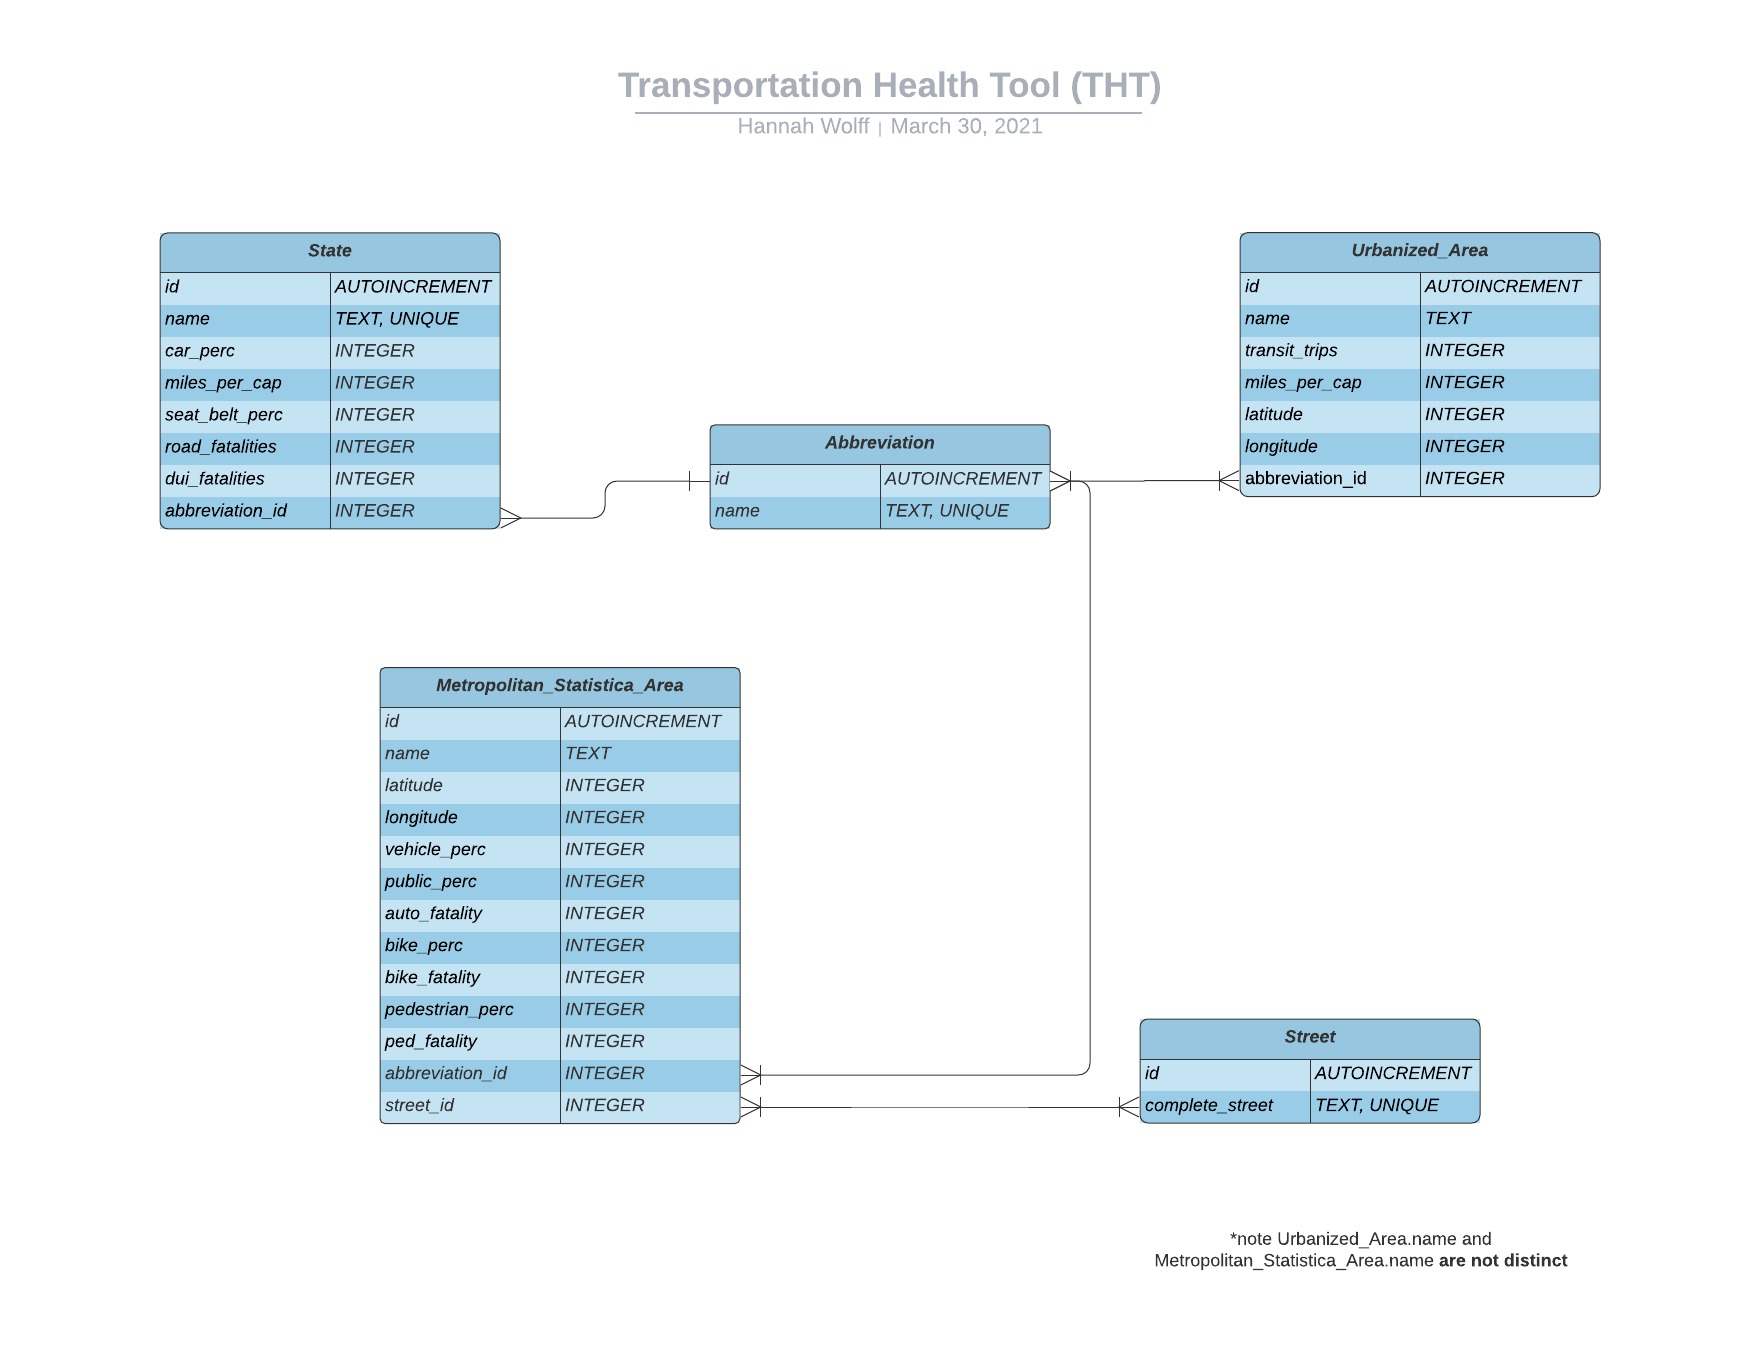 Transportation Health Tool (THT)
Hannah Wolff | March 30, 2021
State
id AUTOINCREMENT
name TEXT, UNIQUE
car_perc INTEGER
miles_per_cap INTEGER
seat_belt_perc INTEGER
road_fatalities INTEGER
dui_fatalities INTEGER
abbreviation_id INTEGER
Abbreviation
id AUTOINCREMENT
name TEXT, UNIQUE
Urbanized_Area
id AUTOINCREMENT
name TEXT
transit_trips INTEGER
miles_per_cap INTEGER
latitude INTEGER
longitude INTEGER
abbreviation_id INTEGER
Metropolitan_Statistica_Area
id AUTOINCREMENT
name TEXT
latitude INTEGER
longitude INTEGER
vehicle_perc INTEGER
public_perc INTEGER
auto_fatality INTEGER
bike_perc INTEGER
bike_fatality INTEGER
pedestrian_perc INTEGER
ped_fatality INTEGER
abbreviation_id INTEGER
street_id INTEGER
Street
id AUTOINCREMENT
complete_street TEXT, UNIQUE
*note Urbanized_Area.name and
Metropolitan_Statistica_Area.name are not distinct